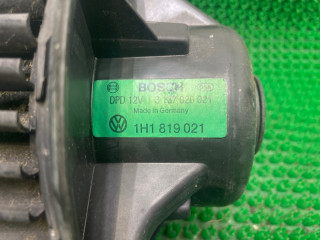 BOSCH
DPD 12V
Made in Germany
1H1 819 021